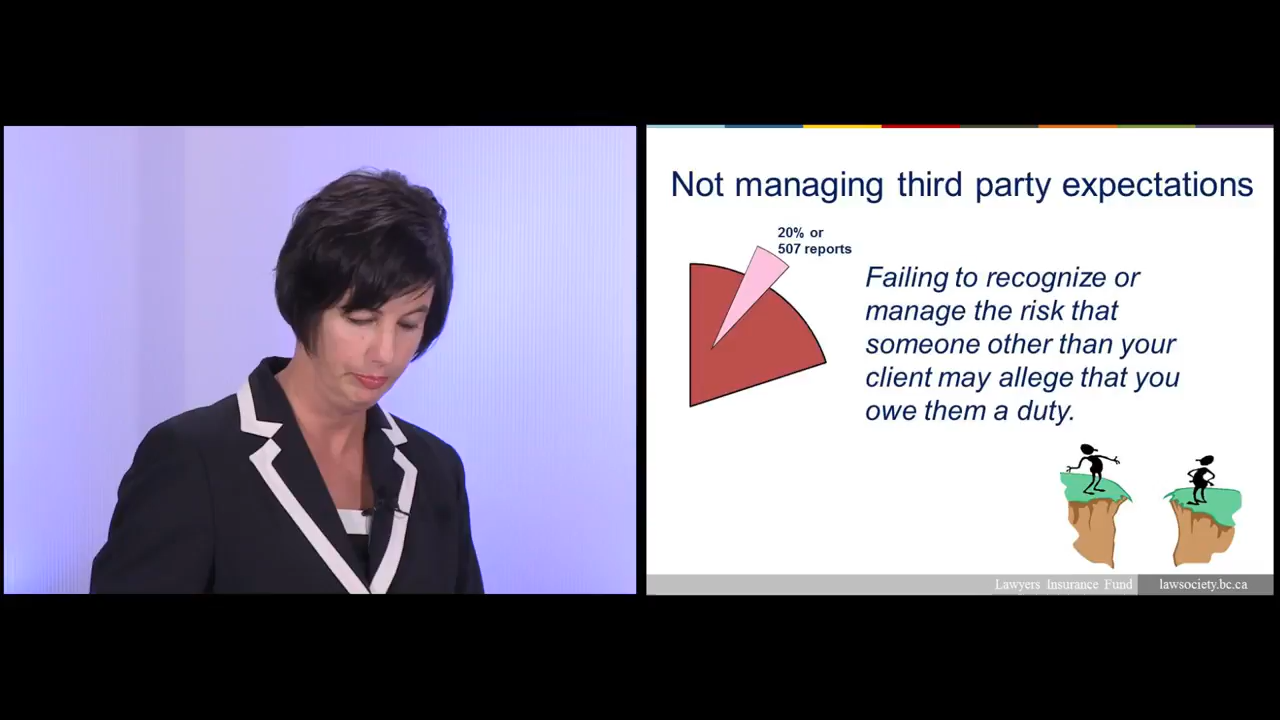 Not managing third party expectations
20% or
507 reports
Failing to recognize or
manage the risk that
someone other than your
client may allege that you
owe them a duty.
Lawyers Insurance Fund
lawsociety.bc.ca